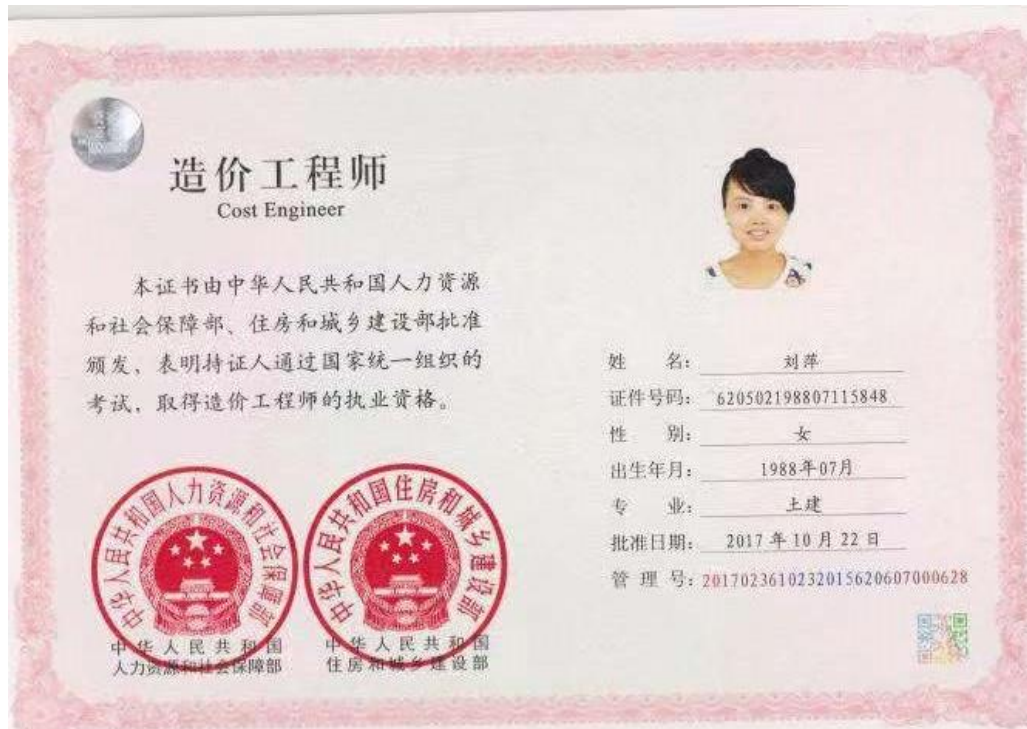 造价工程师
Cost Engineer
本证书由中华人民共和国人力资源
和社会保障部、住房和城乡建设部批准
颁发，表明持证人通过国家统一组织的
考试，取得造价工程师的执业资格。
中华人民共和国人力资源和社会保障部
中华人民共和国
人力资源和社会保障部
中华人民共和国住房和城乡建设部
中华人民共和国
住房和城乡建设部
姓 名：刘萍
证件号码：620502198807115848
性 别：女
出生年月：1988年07月
专 业：土建
批准日期：2017年10月22日
管 理 号：2017023610232015620607000628